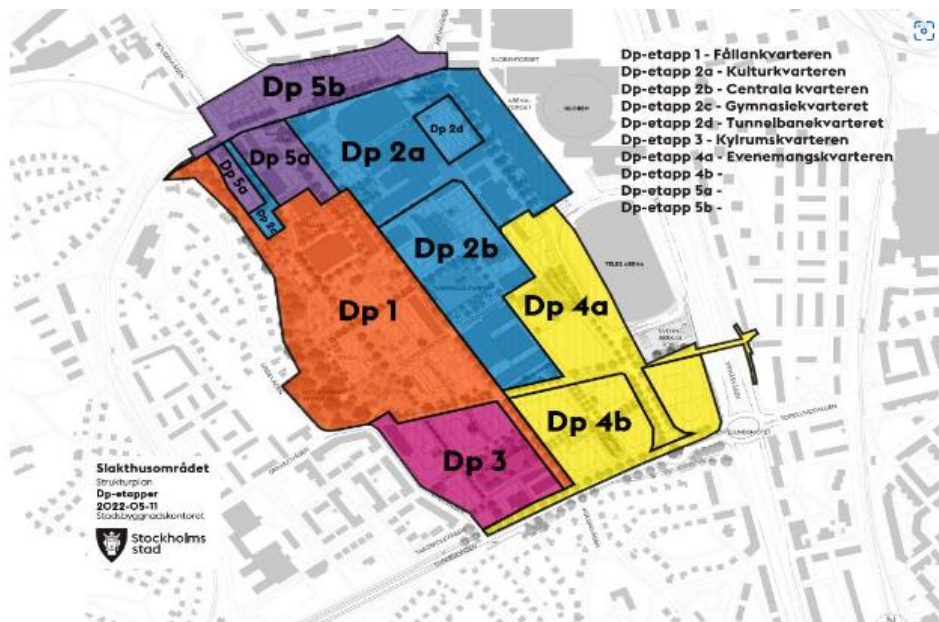 Dp-etapp 1 - Fållankvarteren
Dp-etapp 2a - Kulturkvarteren
Dp-etapp 2b - Centrala kvarteren
Dp-etapp 2c - Gymnasiekvarteret
Dp-etapp 2d - Tunnelbanekvarteret
Dp-etapp 3 - Kylrumskvarteren
Dp-etapp 4a - Evenemangskvarteren
Dp-etapp 4b -
Dp-etapp 5a -
Dp-etapp 5b -
Dp 5b
Dp 2d
Dp 5a
Dp 2a
Dp 5a
Dp 2c
Dp 2b
TELE2 ARENA
Dp 1
Dp 4a
Dp 4b
Dp 3
Slakthusområdet
Strukturplan
Dp-etapper
2022-05-11
Stadsbyggnadskontoret
Stockholms
stad